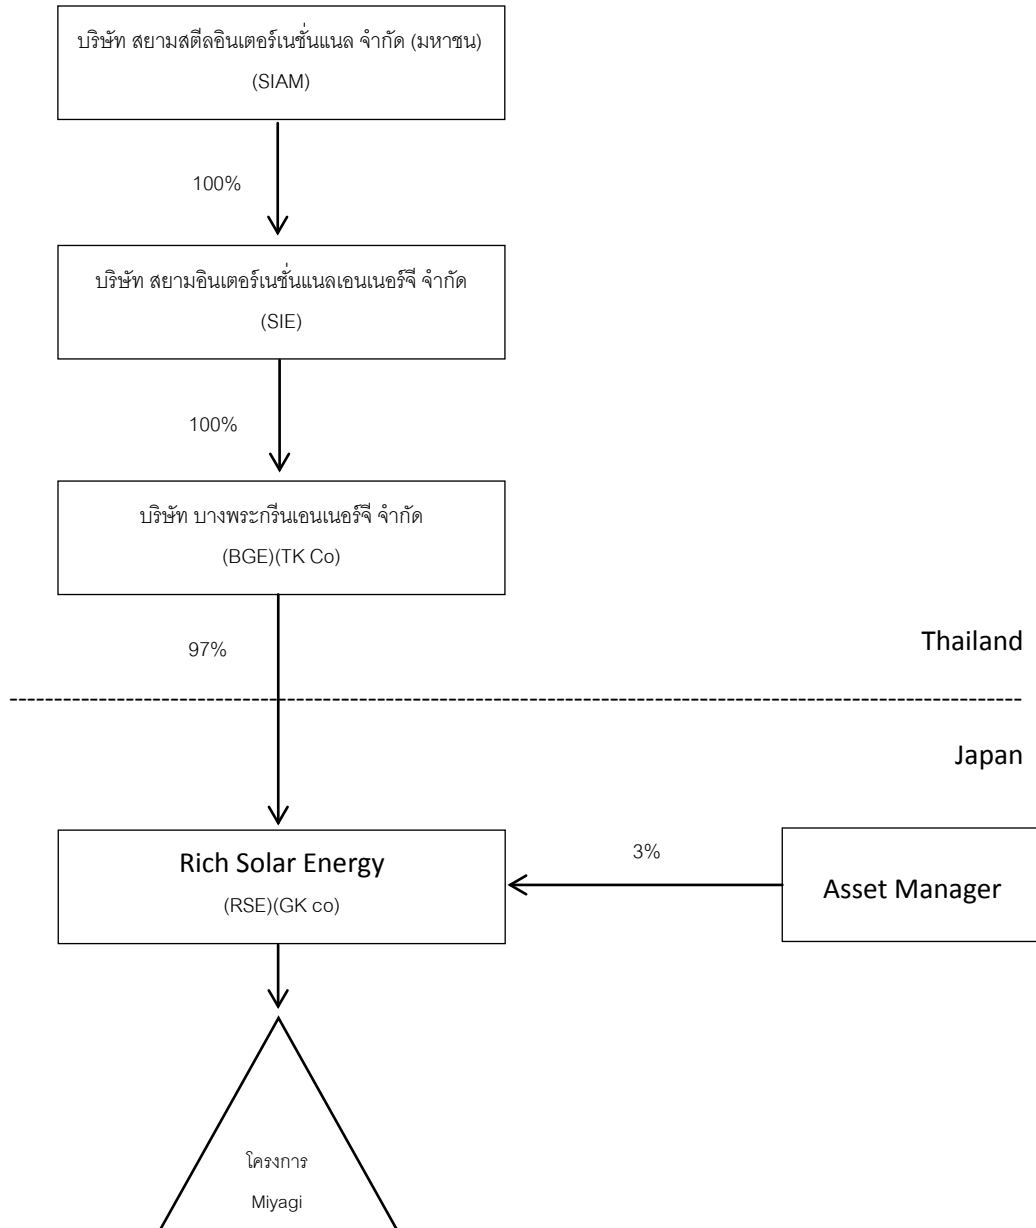 บริษัท สยามสตีลอินเตอร์เนชั่นแนล จำกัด (มหาชน)
(SIAM)
100%
บริษัท สยามอินเตอร์เนชั่นแนลเอนเนอร์จี จำกัด
(SIE)
100%
บริษัท บางพระกรีนเอนเนอร์จี จำกัด
(BGE)(TK Co)
97%
Thailand
Japan
Rich Solar Energy
(RSE)(GK co)
3%
Asset Manager
โครงการ
Miyagi